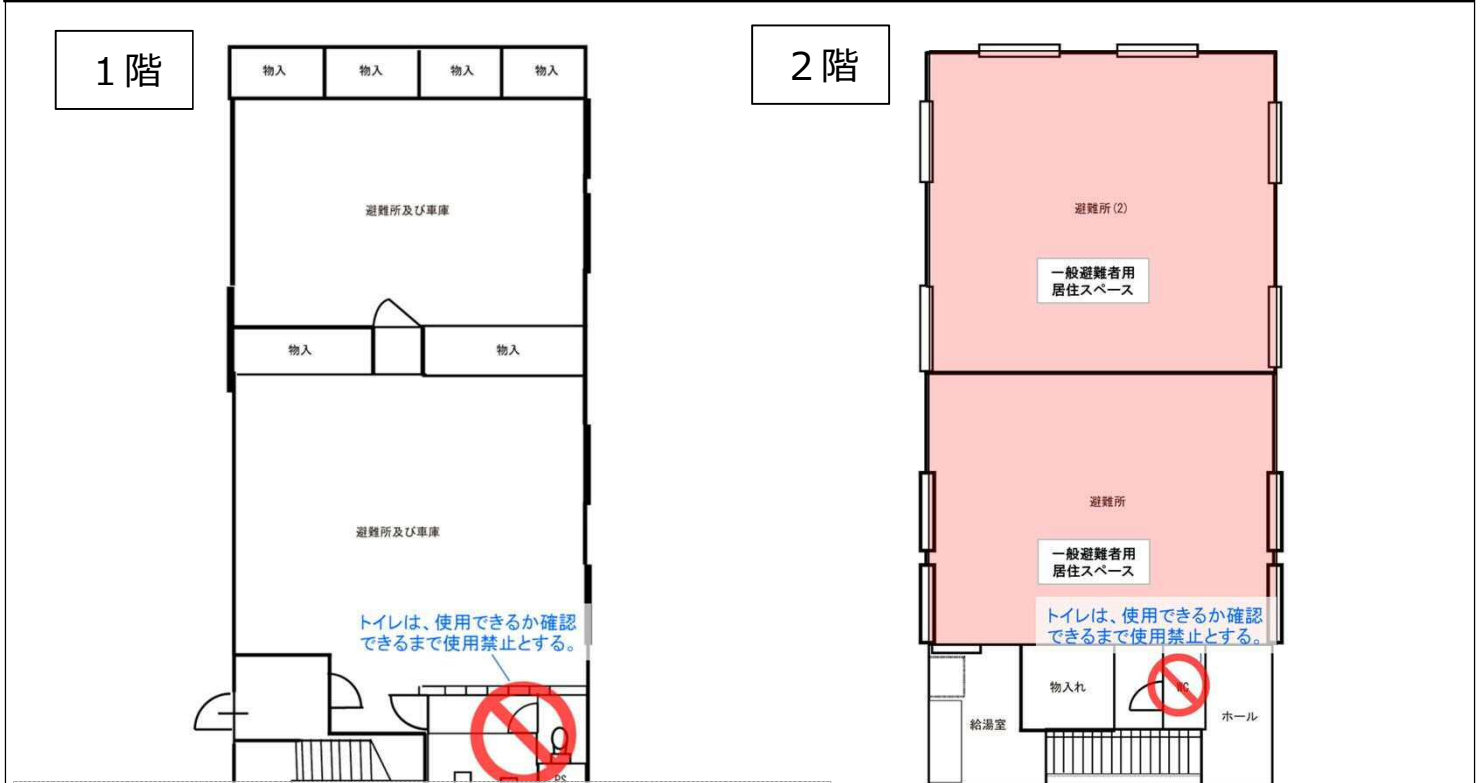 1階
物入
物入
物入
物入
避難所及び車庫
物入
物入
避難所及び車庫
トイレは、使用できるか確認
できるまで使用禁止とする。
PS
2階
避難所(2)
一般避難者用
居住スペース
避難所
一般避難者用
居住スペース
トイレは、使用できるか確認
できるまで使用禁止とする。
物入れ
WC
給湯室
ホール